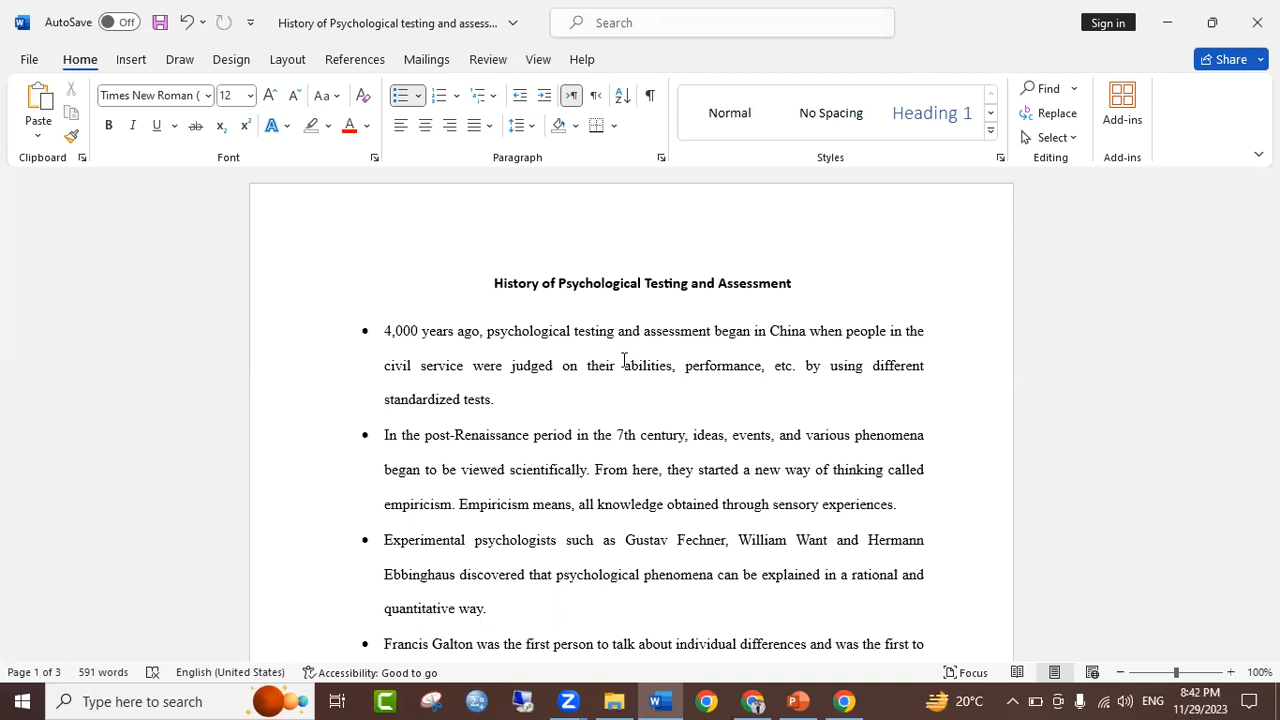 AutoSave Off History of Psychological testing and assess... Search Sign in
File Home Insert Draw Design Layout References Mailings Review View Help Share
Times New Roman ( 12 Aa Normal No Spacing Heading 1 Find
Paste Replace
B I U ab x2 x2 A A Select Add-ins
Clipboard Font Paragraph Styles Editing Add-ins
History of Psychological Testing and Assessment
• 4,000 years ago, psychological testing and assessment began in China when people in the
civil service were judged on their abilities, performance, etc. by using different
standardized tests.
• In the post-Renaissance period in the 7th century, ideas, events, and various phenomena
began to be viewed scientifically. From here, they started a new way of thinking called
empiricism. Empiricism means, all knowledge obtained through sensory experiences.
• Experimental psychologists such as Gustav Fechner, William Want and Hermann
Ebbinghaus discovered that psychological phenomena can be explained in a rational and
quantitative way.
• Francis Galton was the first person to talk about individual differences and was the first to
Page 1 of 3 591 words English (United States) Accessibility: Good to go Focus 100%
Type here to search 20°C ENG 8:42 PM
11/29/2023